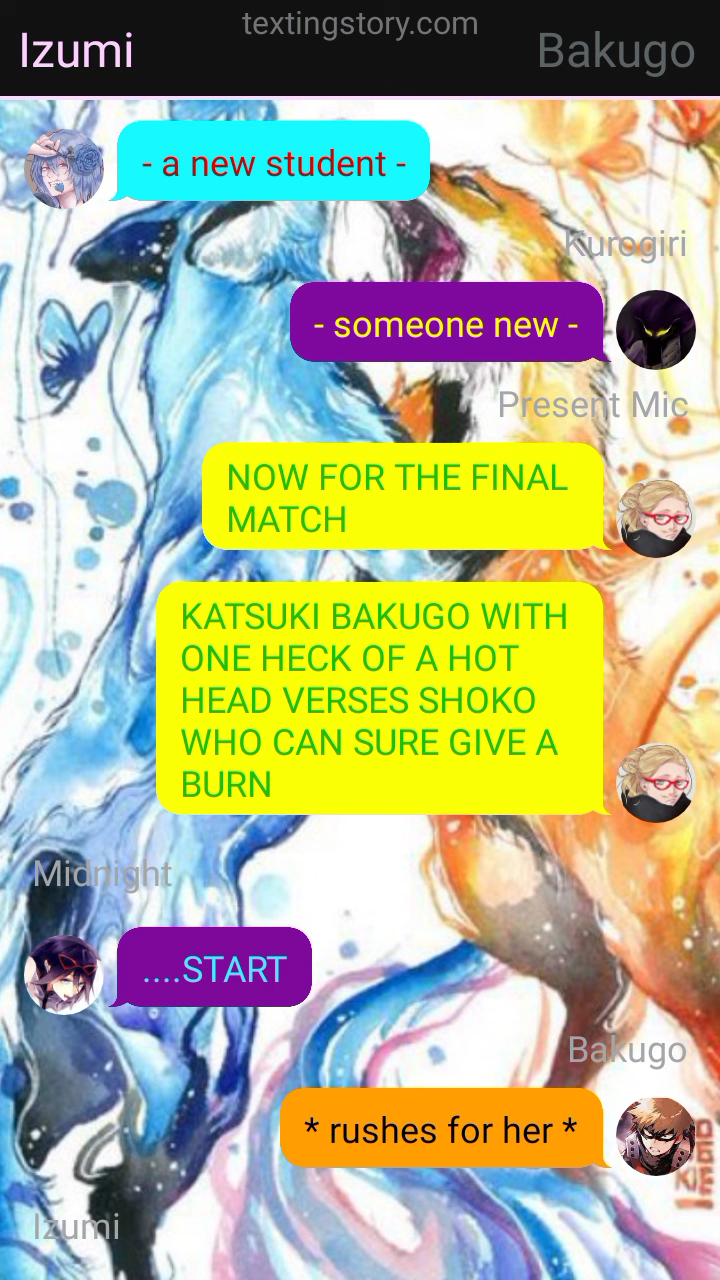 textingstory.com
Izumi
Bakugo
- a new student -
Kurogiri
- someone new -
Present Mic
NOW FOR THE FINAL
MATCH
KATSUKI BAKUGO WITH
ONE HECK OF A HOT
HEAD VERSES SHOKO
WHO CAN SURE GIVE A
BURN
Midnight
....START
Bakugo
* rushes for her *
Izumi